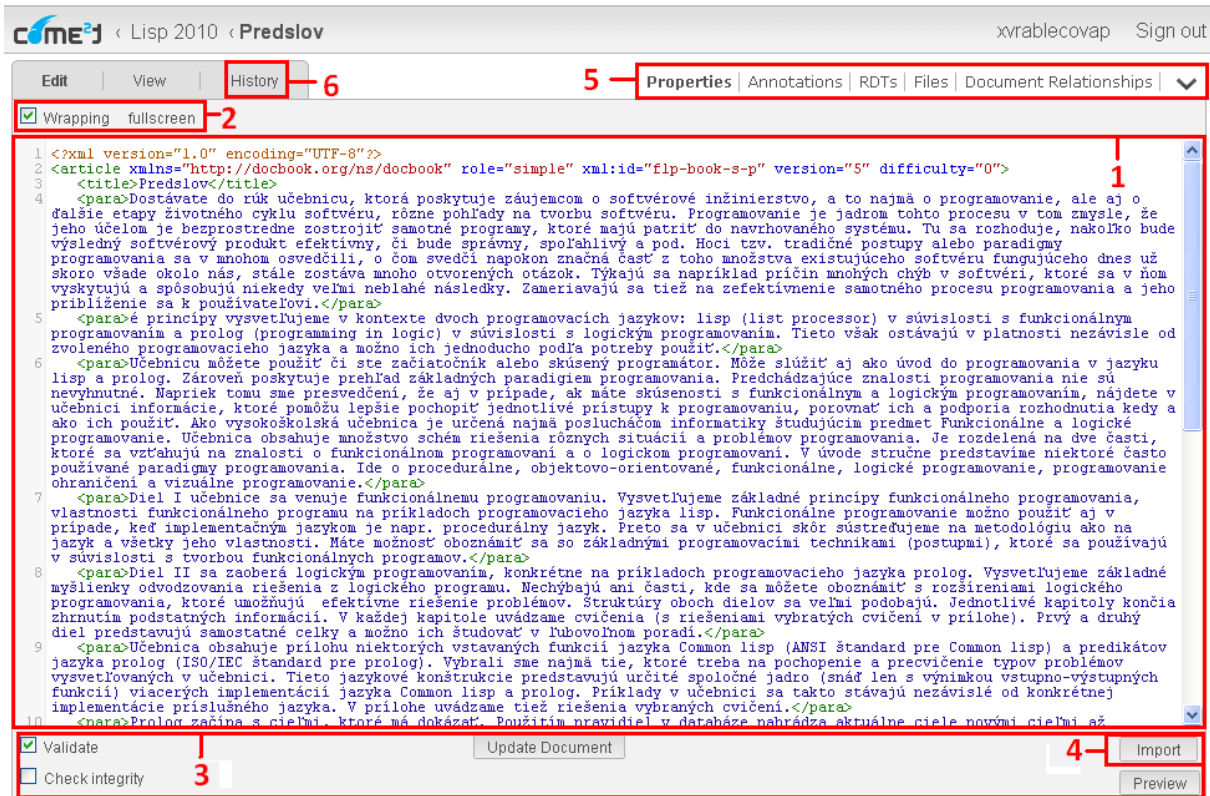 COME²T ‹ Lisp 2010 ‹ Predslov xvrablecovap Sign out
Edit | View | History 6 5 Properties | Annotations | RDTs | Files | Document Relationships |
Wrapping fullscreen 2
1 <?xml version="1.0" encoding="UTF-8"?>
2 <article xmlns="http://docbook.org/ns/docbook" role="simple" xml:id="flp-book-s-p" version="5" difficulty="0">
1
3 <title>Predslov</title>
4 <para>Dostávate do rúk učebnicu, ktorá poskytuje záujemcom o softvérové inžinierstvo, a to najmä o programovanie, ale aj o
ďalšie etapy životného cyklu softvéru, rôzne pohľady na tvorbu softvéru. Programovanie je jadrom tohto procesu v tom zmysle, že
jeho účelom je bezprostredne zostrojiť samotné programy, ktoré majú patriť do navrhovaného systému. Tu sa rozhoduje, nakoľko bude
výsledný softvérový produkt efektívny, či bude správny, spoľahlivý a pod. Hoci tzv. tradičné postupy alebo paradigmy
programovania sa v mnohom osvedčili, o čom svedčí napokon značná časť z toho množstva existujúceho softvéru fungujúceho dnes už
skoro všade okolo nás, stále zostáva mnoho otvorených otázok. Týkajú sa napríklad príčin mnohých chýb v softvéri, ktoré sa v ňom
vyskytujú a spôsobujú niekedy veľmi neblahé následky. Zameriavajú sa tiež na zefektívnenie samotného procesu programovania a jeho
priblíženie sa k používateľovi.</para>
5 <para>é princípy vysvetľujeme v kontexte dvoch programovacích jazykov: lisp (list processor) v súvislosti s funkcionálnym
programovaním a prolog (programming in logic) v súvislosti s logickým programovaním. Tieto však ostávajú v platnosti nezávisle od
zvoleného programovacieho jazyka a možno ich jednoducho podľa potreby použiť.</para>
6 <para>Učebnicu môžete použiť či ste začiatočník alebo skúsený programátor. Môže slúžiť aj ako úvod do programovania v jazyku
lisp a prolog. Zároveň poskytuje prehľad základných paradigiem programovania. Predchádzajúce znalosti programovania nie sú
nevyhnutné. Napriek tomu sme presvedčení, že aj v prípade, ak máte skúsenosti s funkcionálnym a logickým programovaním, nájdete v
učebnici informácie, ktoré pomôžu lepšie pochopiť jednotlivé prístupy k programovaniu, porovnať ich a podporia rozhodnutia kedy a
ako ich použiť. Ako vysokoškolská učebnica je určená najmä poslucháčom informatiky študujúcim predmet Funkcionálne a logické
programovanie. Učebnica obsahuje množstvo schém riešenia rôznych situácií a problémov programovania. Je rozdelená na dve časti,
ktoré sa vzťahujú na znalosti o funkcionálnom programovaní a o logickom programovaní. V úvode stručne predstavíme niektoré často
používané paradigmy programovania. Ide o procedurálne, objektovo-orientované, funkcionálne, logické programovanie, programovanie
ohraničení a vizuálne programovanie.</para>
7 <para>Diel I učebnice sa venuje funkcionálnemu programovaniu. Vysvetľujeme základné princípy funkcionálneho programovania,
vlastnosti funkcionálneho programu na príkladoch programovacieho jazyka lisp. Funkcionálne programovanie možno použiť aj v
prípade, keď implementačným jazykom je napr. procedurálny jazyk. Preto sa v učebnici skôr sústreďujeme na metodológiu ako na
jazyk a všetky jeho vlastnosti. Máte možnosť oboznámiť sa so základnými programovacími technikami (postupmi), ktoré sa používajú
v súvislosti s tvorbou funkcionálnych programov.</para>
8 <para>Diel II sa zaoberá logickým programovaním, konkrétne na príkladoch programovacieho jazyka prolog. Vysvetľujeme základné
myšlienky odvodzovania riešenia z logického programu. Nechýbajú ani časti, kde sa môžete oboznámiť s rozšíreniami logického
programovania, ktoré umožňujú efektívne riešenie problémov. Štruktúry oboch dielov sa veľmi podobajú. Jednotlivé kapitoly končia
zhrnutím podstatných informácií. V každej kapitole uvádzame cvičenia (s riešeniami vybratých cvičení v prílohe). Prvý a druhý
diel predstavujú samostatné celky a možno ich študovať v ľubovoľnom poradí.</para>
9 <para>Učebnica obsahuje prílohu niektorých vstavaných funkcií jazyka Common lisp (ANSI štandard pre Common lisp) a predikátov
jazyka prolog (ISO/IEC štandard pre prolog). Vybrali sme najmä tie, ktoré treba na pochopenie a precvičenie typov problémov
vysvetľovaných v učebnici. Tieto jazykové konštrukcie predstavujú určité spoločné jadro (snáď len s výnimkou vstupno-výstupných
funkcií) viacerých implementácií jazyka Common lisp a prolog. Príklady v učebnici sa takto stávajú nezávislé od konkrétnej
implementácie príslušného jazyka. V prílohe uvádzame tiež riešenia vybraných cvičení.</para>
10 <para>Prolog začína s cieľmi, ktoré má dokázať. Použitím pravidiel v databáze nahrádza aktuálne ciele novými cieľmi až
Validate Update Document 4 Import
3
Check integrity Preview